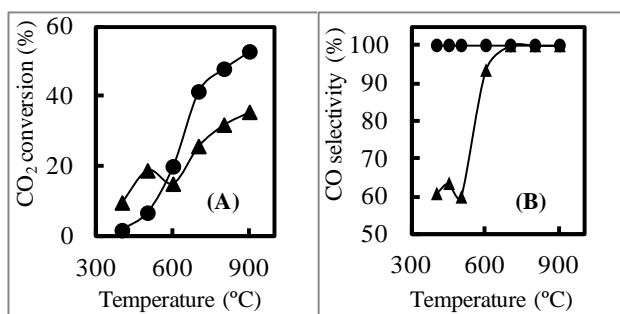 CO₂ conversion (%)
60
40
20
0
(A)
300 600 900
Temperature (ºC)
CO selectivity (%)
100
90
80
70
60
50
(B)
300 600 900
Temperature (ºC)